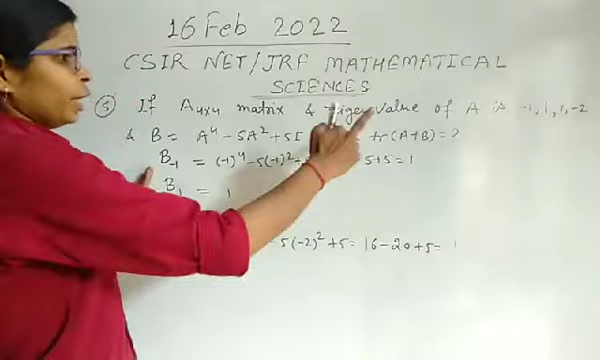 16 Feb 2022
CSIR NET/JRF MATHEMATICAL
SCIENCES
⑤ If A4x4 matrix & eigen value of A is -1, 1, 1, -2
& B = A⁴ - 5A² + 5I tr(A+B) = ?
B-1 = (-1)⁴ - 5(-1)² + 5+5 = 1
B1 = 1
5(-2)² + 5 = 16 - 20 + 5 =